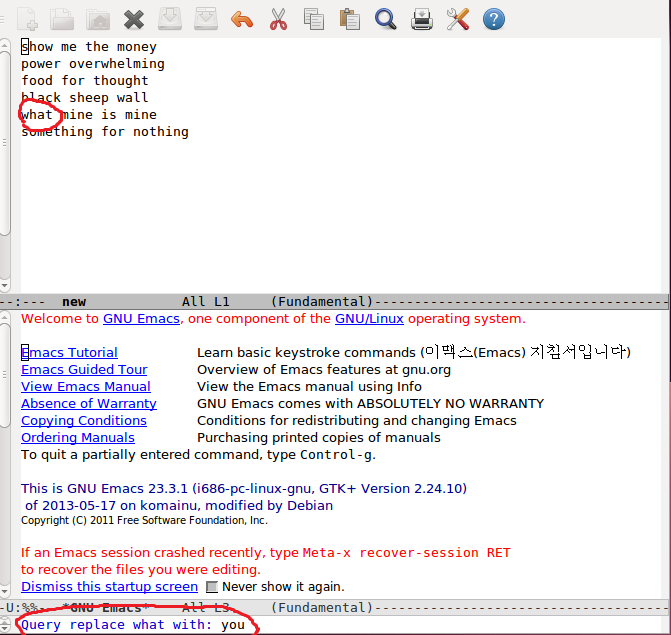 show me the money
power overwhelming
food for thought
black sheep wall
what mine is mine
something for nothing
--:--- new All L1 (Fundamental)-----------------------------------
Welcome to GNU Emacs, one component of the GNU/Linux operating system.
Emacs Tutorial Learn basic keystroke commands (이맥스(Emacs) 지침서입니다)
Emacs Guided Tour Overview of Emacs features at gnu.org
View Emacs Manual View the Emacs manual using Info
Absence of Warranty GNU Emacs comes with ABSOLUTELY NO WARRANTY
Copying Conditions Conditions for redistributing and changing Emacs
Ordering Manuals Purchasing printed copies of manuals
To quit a partially entered command, type Control-g.
This is GNU Emacs 23.3.1 (i686-pc-linux-gnu, GTK+ Version 2.24.10)
of 2013-05-17 on komainu, modified by Debian
Copyright (C) 2011 Free Software Foundation, Inc.
If an Emacs session crashed recently, type Meta-x recover-session RET
to recover the files you were editing.
Dismiss this startup screen Never show it again.
-U:%%- *GNU Emacs* All L3 (Fundamental)-----------------------------------
Query replace what with: you